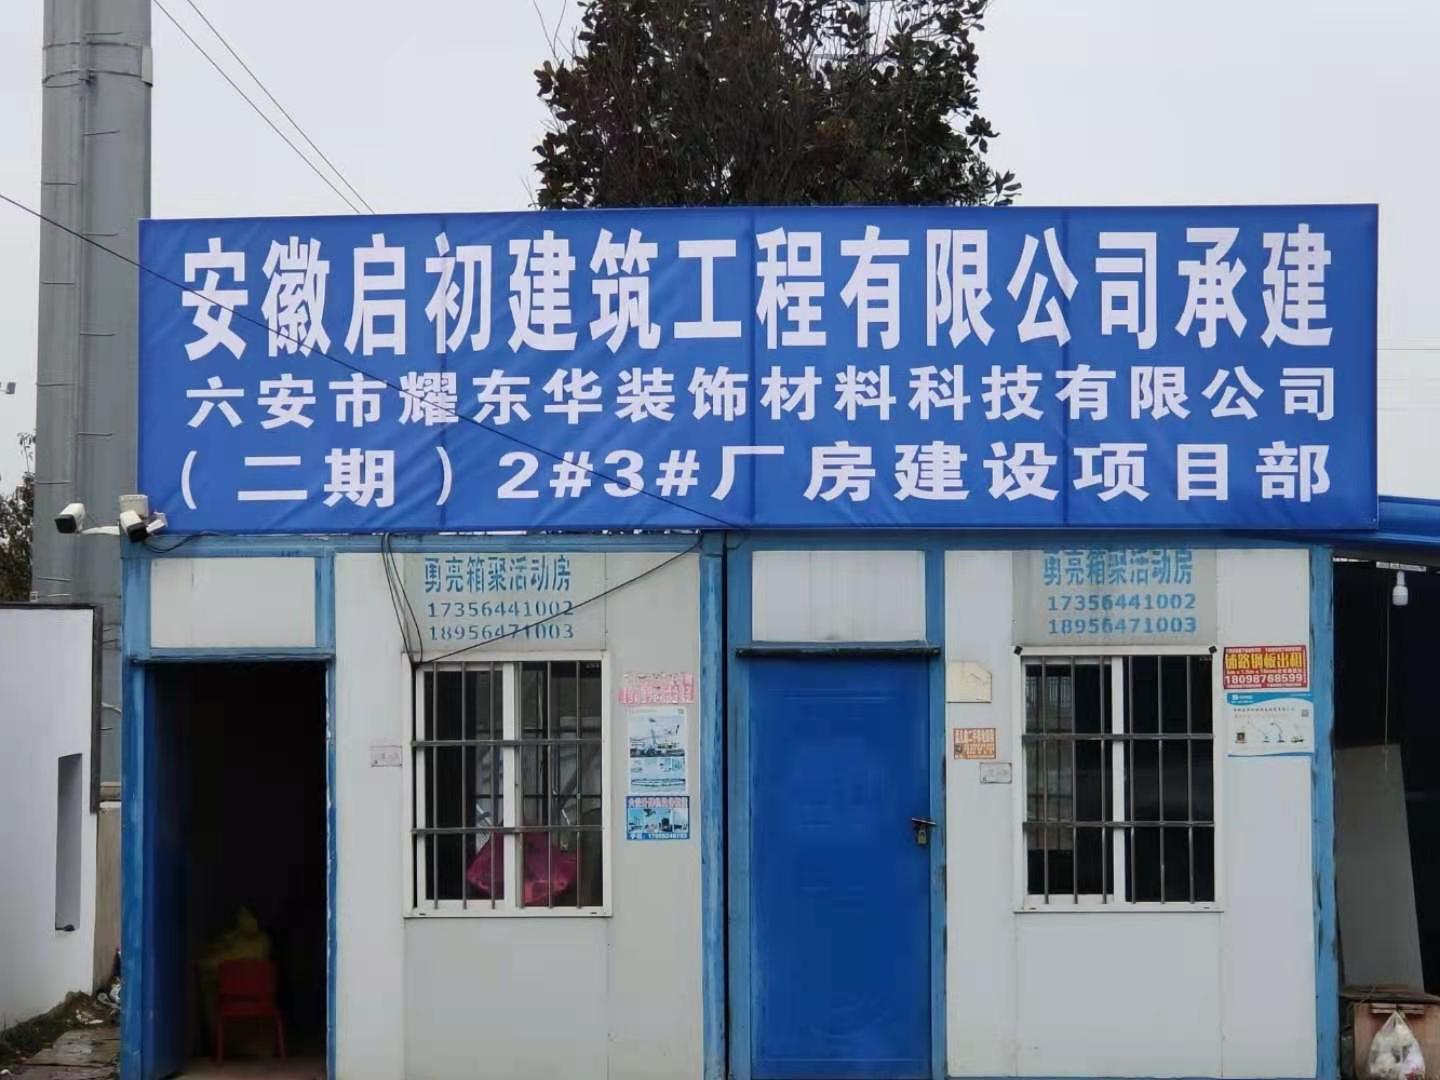 安徽启初建筑工程有限公司承建
六安市耀东华装饰材料科技有限公司
（二期）2#3#厂房建设项目部
勇亮箱聚活动房
17356441002
18956471003
勇亮箱聚活动房
17356441002
18956471003
铺路钢板出租
18098768599